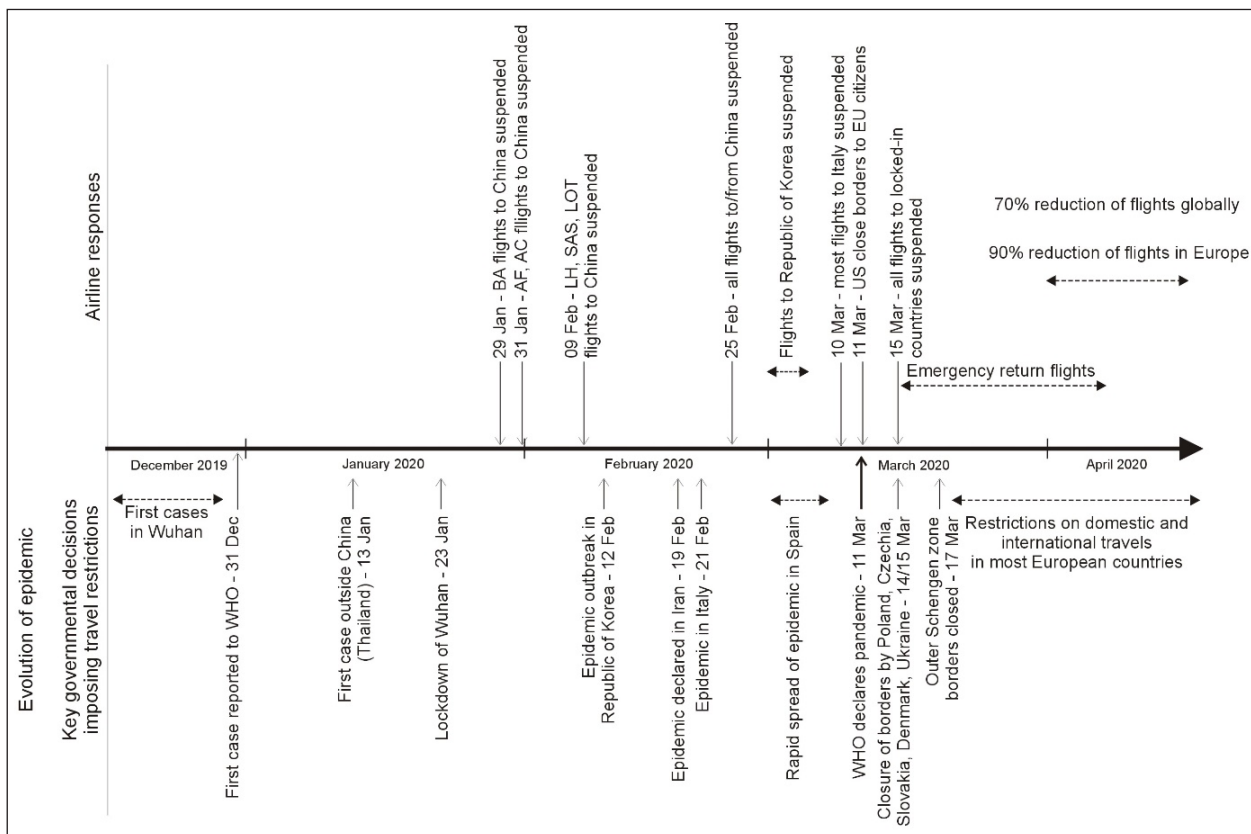 Airline responses
29 Jan - BA flights to China suspended
31 Jan - AF, AC fllights to China suspended
09 Feb - LH, SAS, LOT
flights to China suspended
25 Feb - all flights to/from China suspended
Flights to Republic of Korea suspended
10 Mar - most flights to Italy suspended
11 Mar - US close borders to EU citizens
15 Mar - all flights to locked-in
countries suspended
70% reduction of flights globally
90% reduction of flights in Europe
Emergency return flights
December 2019
January 2020
February 2020
March 2020
April 2020
Evolution of epidemic
Key governmental decisions
imposing travel restrictions
First cases
in Wuhan
First case reported to WHO - 31 Dec
First case outside China
(Thailand) - 13 Jan
Lockdown of Wuhan - 23 Jan
Epidemic outbreak in
Republic of Korea - 12 Feb
Epidemic declared in Iran - 19 Feb
Epidemic in Italy - 21 Feb
Rapid spread of epidemic in Spain
WHO declares pandemic - 11 Mar
Closure of borders by Poland, Czechia,
Slovakia, Denmark, Ukraine - 14/15 Mar
Outer Schengen zone
borders closed - 17 Mar
Restrictions on domestic and
international travels
in most European countries